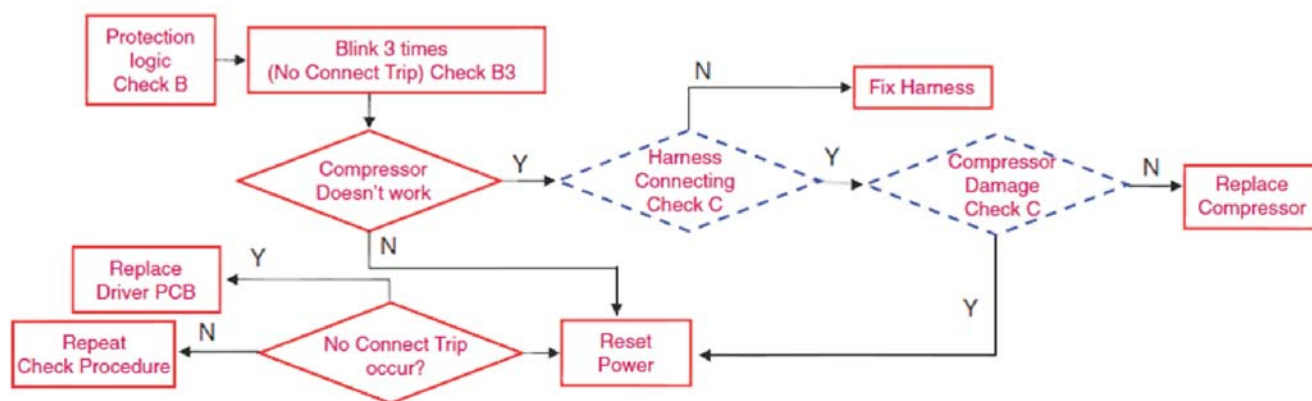 Protection
logic
Check B
Blink 3 times
(No Connect Trip) Check B3
N
Fix Harness
Compressor
Doesn't work
Y
Harness
Connecting
Check C
Y
Compressor
Damage
Check C
N
Replace
Compressor
N
Y
Replace
Driver PCB
Y
N
Repeat
Check Procedure
No Connect Trip
occur?
Reset
Power